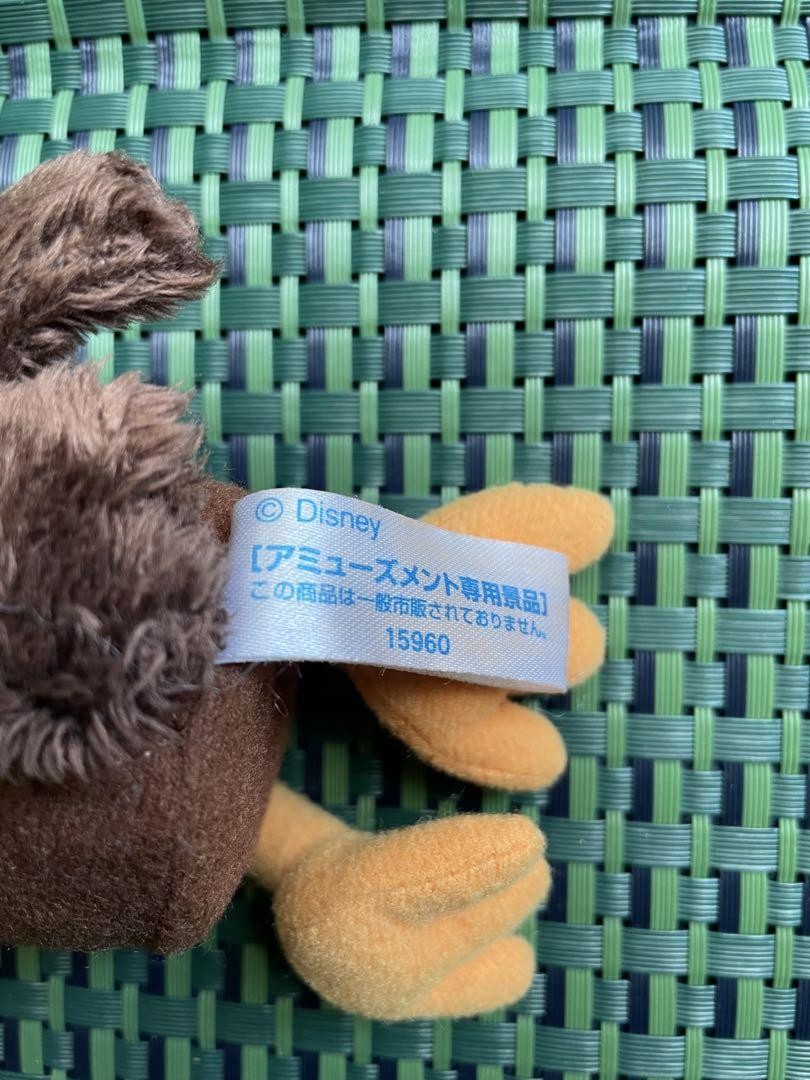 © Disney
【アミューズメント専用景品】
この商品は一般市販されておりません。
15960